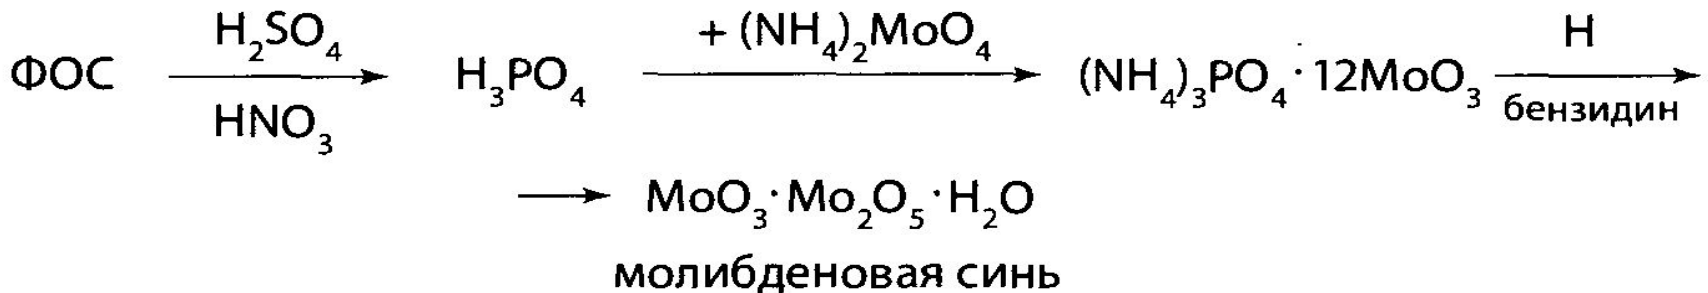 ФОС H₂SO₄ HNO₃ → H₃PO₄ + (NH₄)₂MoO₄ → (NH₄)₃PO₄ · 12MoO₃ H бензидин →
→ MoO₃ · Mo₂O₅ · H₂O
молибденовая синь